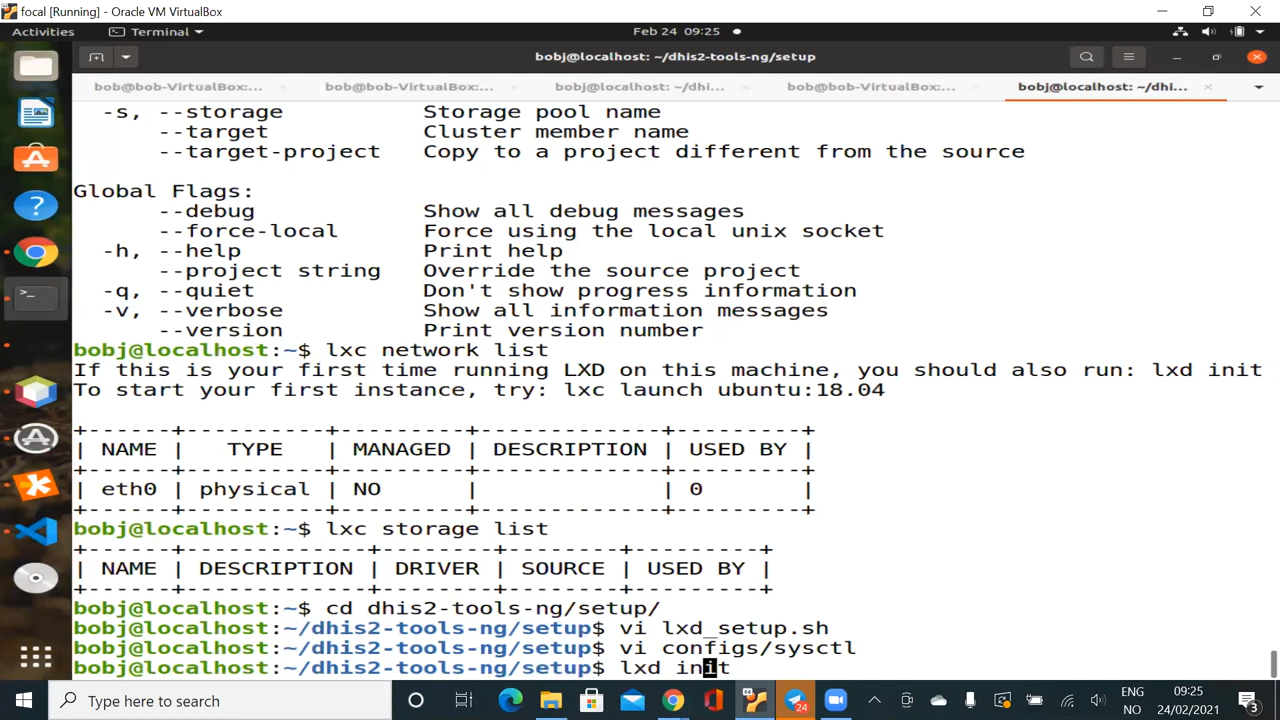 focal [Running] - Oracle VM VirtualBox
Activities Terminal Feb 24 09:25
bobj@localhost: ~/dhis2-tools-ng/setup
bob@bob-VirtualBox:... bob@bob-VirtualBox:... bobj@localhost: ~/dhi... bob@bob-VirtualBox:... bobj@localhost: ~/dhi...
-s, --storage Storage pool name
--target Cluster member name
--target-project Copy to a project different from the source
Global Flags:
--debug Show all debug messages
--force-local Force using the local unix socket
-h, --help Print help
--project string Override the source project
-q, --quiet Don't show progress information
-v, --verbose Show all information messages
--version Print version number
bobj@localhost:~$ lxc network list
If this is your first time running LXD on this machine, you should also run: lxd init
To start your first instance, try: lxc launch ubuntu:18.04
+------+----------+---------+-------------+---------+
| NAME | TYPE | MANAGED | DESCRIPTION | USED BY |
+------+----------+---------+-------------+---------+
| eth0 | physical | NO | | 0 |
+------+----------+---------+-------------+---------+
bobj@localhost:~$ lxc storage list
+------+-------------+--------+--------+---------+
| NAME | DESCRIPTION | DRIVER | SOURCE | USED BY |
+------+-------------+--------+--------+---------+
bobj@localhost:~$ cd dhis2-tools-ng/setup/
bobj@localhost:~/dhis2-tools-ng/setup$ vi lxd_setup.sh
bobj@localhost:~/dhis2-tools-ng/setup$ vi configs/sysctl
bobj@localhost:~/dhis2-tools-ng/setup$ lxd init
Type here to search 64 24 ENG 09:25
NO 24/02/2021 3